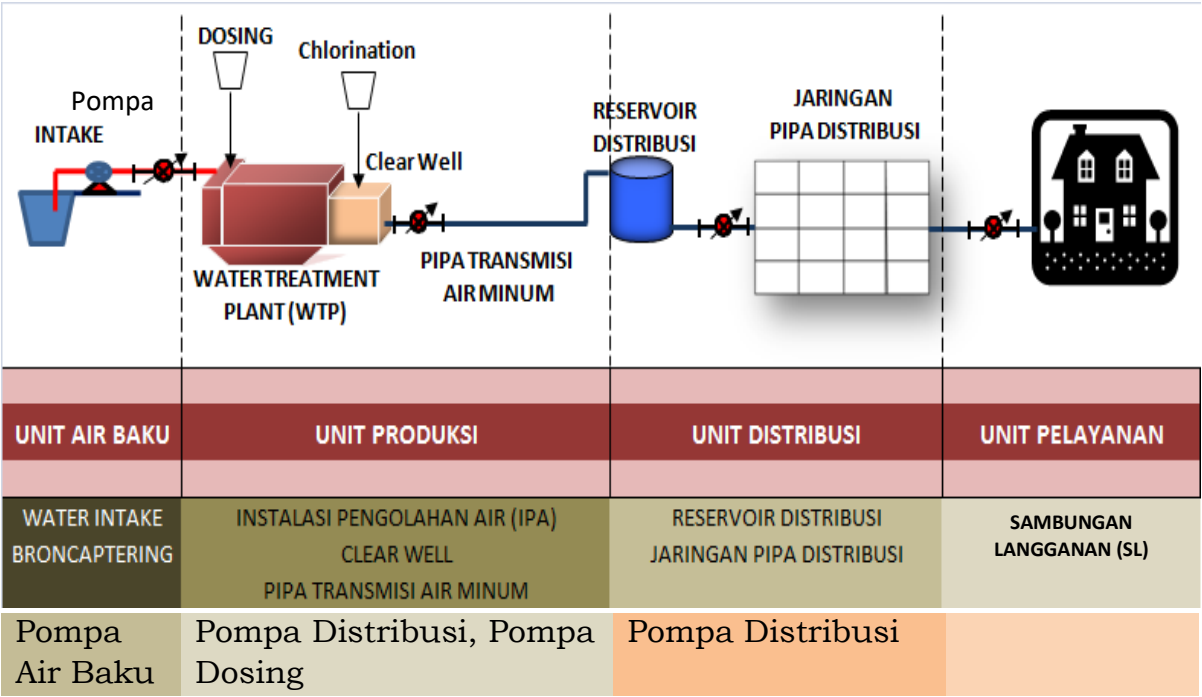 DOSING
Chlorination
Pompa
INTAKE
Clear Well
WATER TREATMENT
PLANT (WTP)
PIPA TRANSMISI
AIR MINUM
RESERVOIR
DISTRIBUSI
JARINGAN
PIPA DISTRIBUSI
UNIT AIR BAKU
UNIT PRODUKSI
UNIT DISTRIBUSI
UNIT PELAYANAN
WATER INTAKE
BRONCAPTERING
INSTALASI PENGOLAHAN AIR (IPA)
CLEAR WELL
PIPA TRANSMISI AIR MINUM
RESERVOIR DISTRIBUSI
JARINGAN PIPA DISTRIBUSI
SAMBUNGAN
LANGGANAN (SL)
Pompa
Air Baku
Pompa Distribusi, Pompa
Dosing
Pompa Distribusi